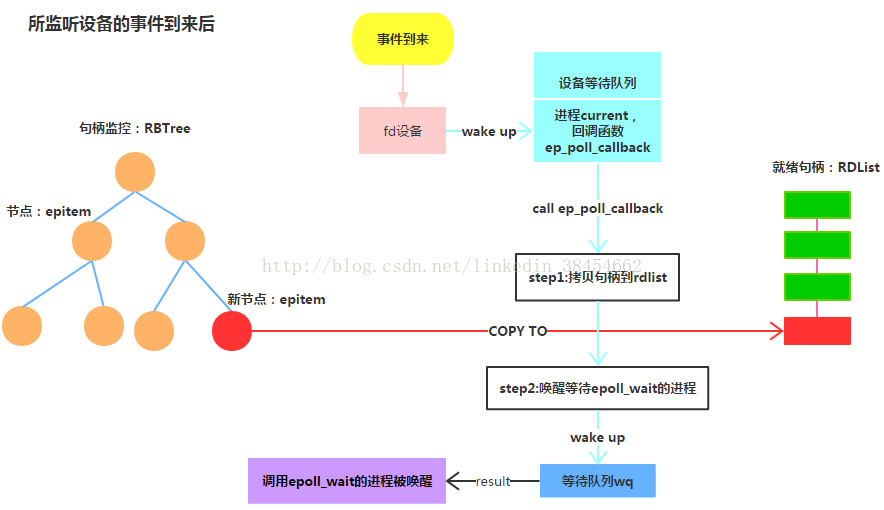 所监听设备的事件到来后
事件到来
设备等待队列
fd设备
wake up
进程current，
回调函数
ep_poll_callback
句柄监控：RBTree
就绪句柄：RDList
节点：epitem
call ep_poll_callback
http://blog.csdn.net/linkedin_38454662
step1:拷贝句柄到rdlist
新节点：epitem
COPY TO
step2:唤醒等待epoll_wait的进程
wake up
调用epoll_wait的进程被唤醒
result
等待队列wq